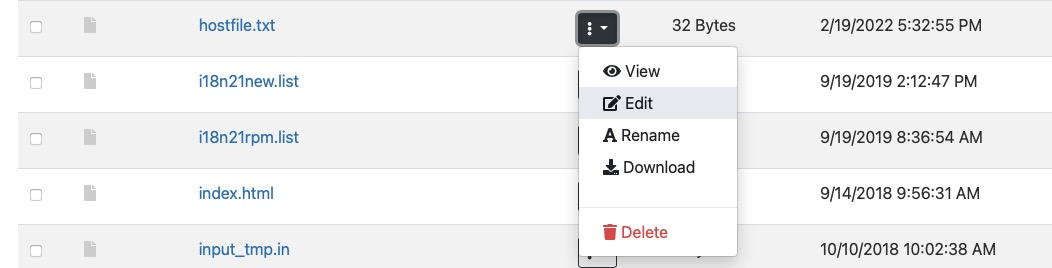 hostfile.txt 32 Bytes 2/19/2022 5:32:55 PM
View
i18n21new.list 9/19/2019 2:12:47 PM
Edit
i18n21rpm.list 9/19/2019 8:36:54 AM
Rename
Download
index.html 9/14/2018 9:56:31 AM
Delete
input_tmp.in 10/10/2018 10:02:38 AM